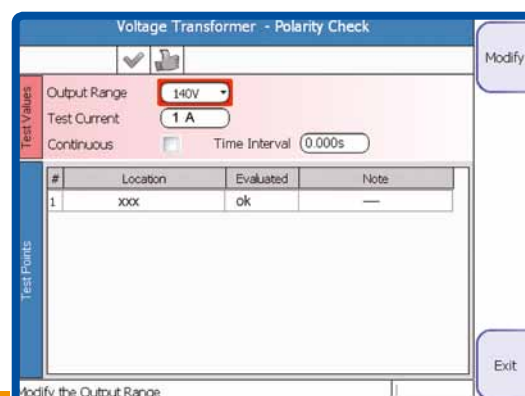 Voltage Transformer - Polarity Check
Modify
Test Values
Output Range 140V
Test Current 1 A
Continuous Time Interval 0.000s
Test Points
# Location Evaluated Note
1 xxx ok —
Exit
Modify the Output Range